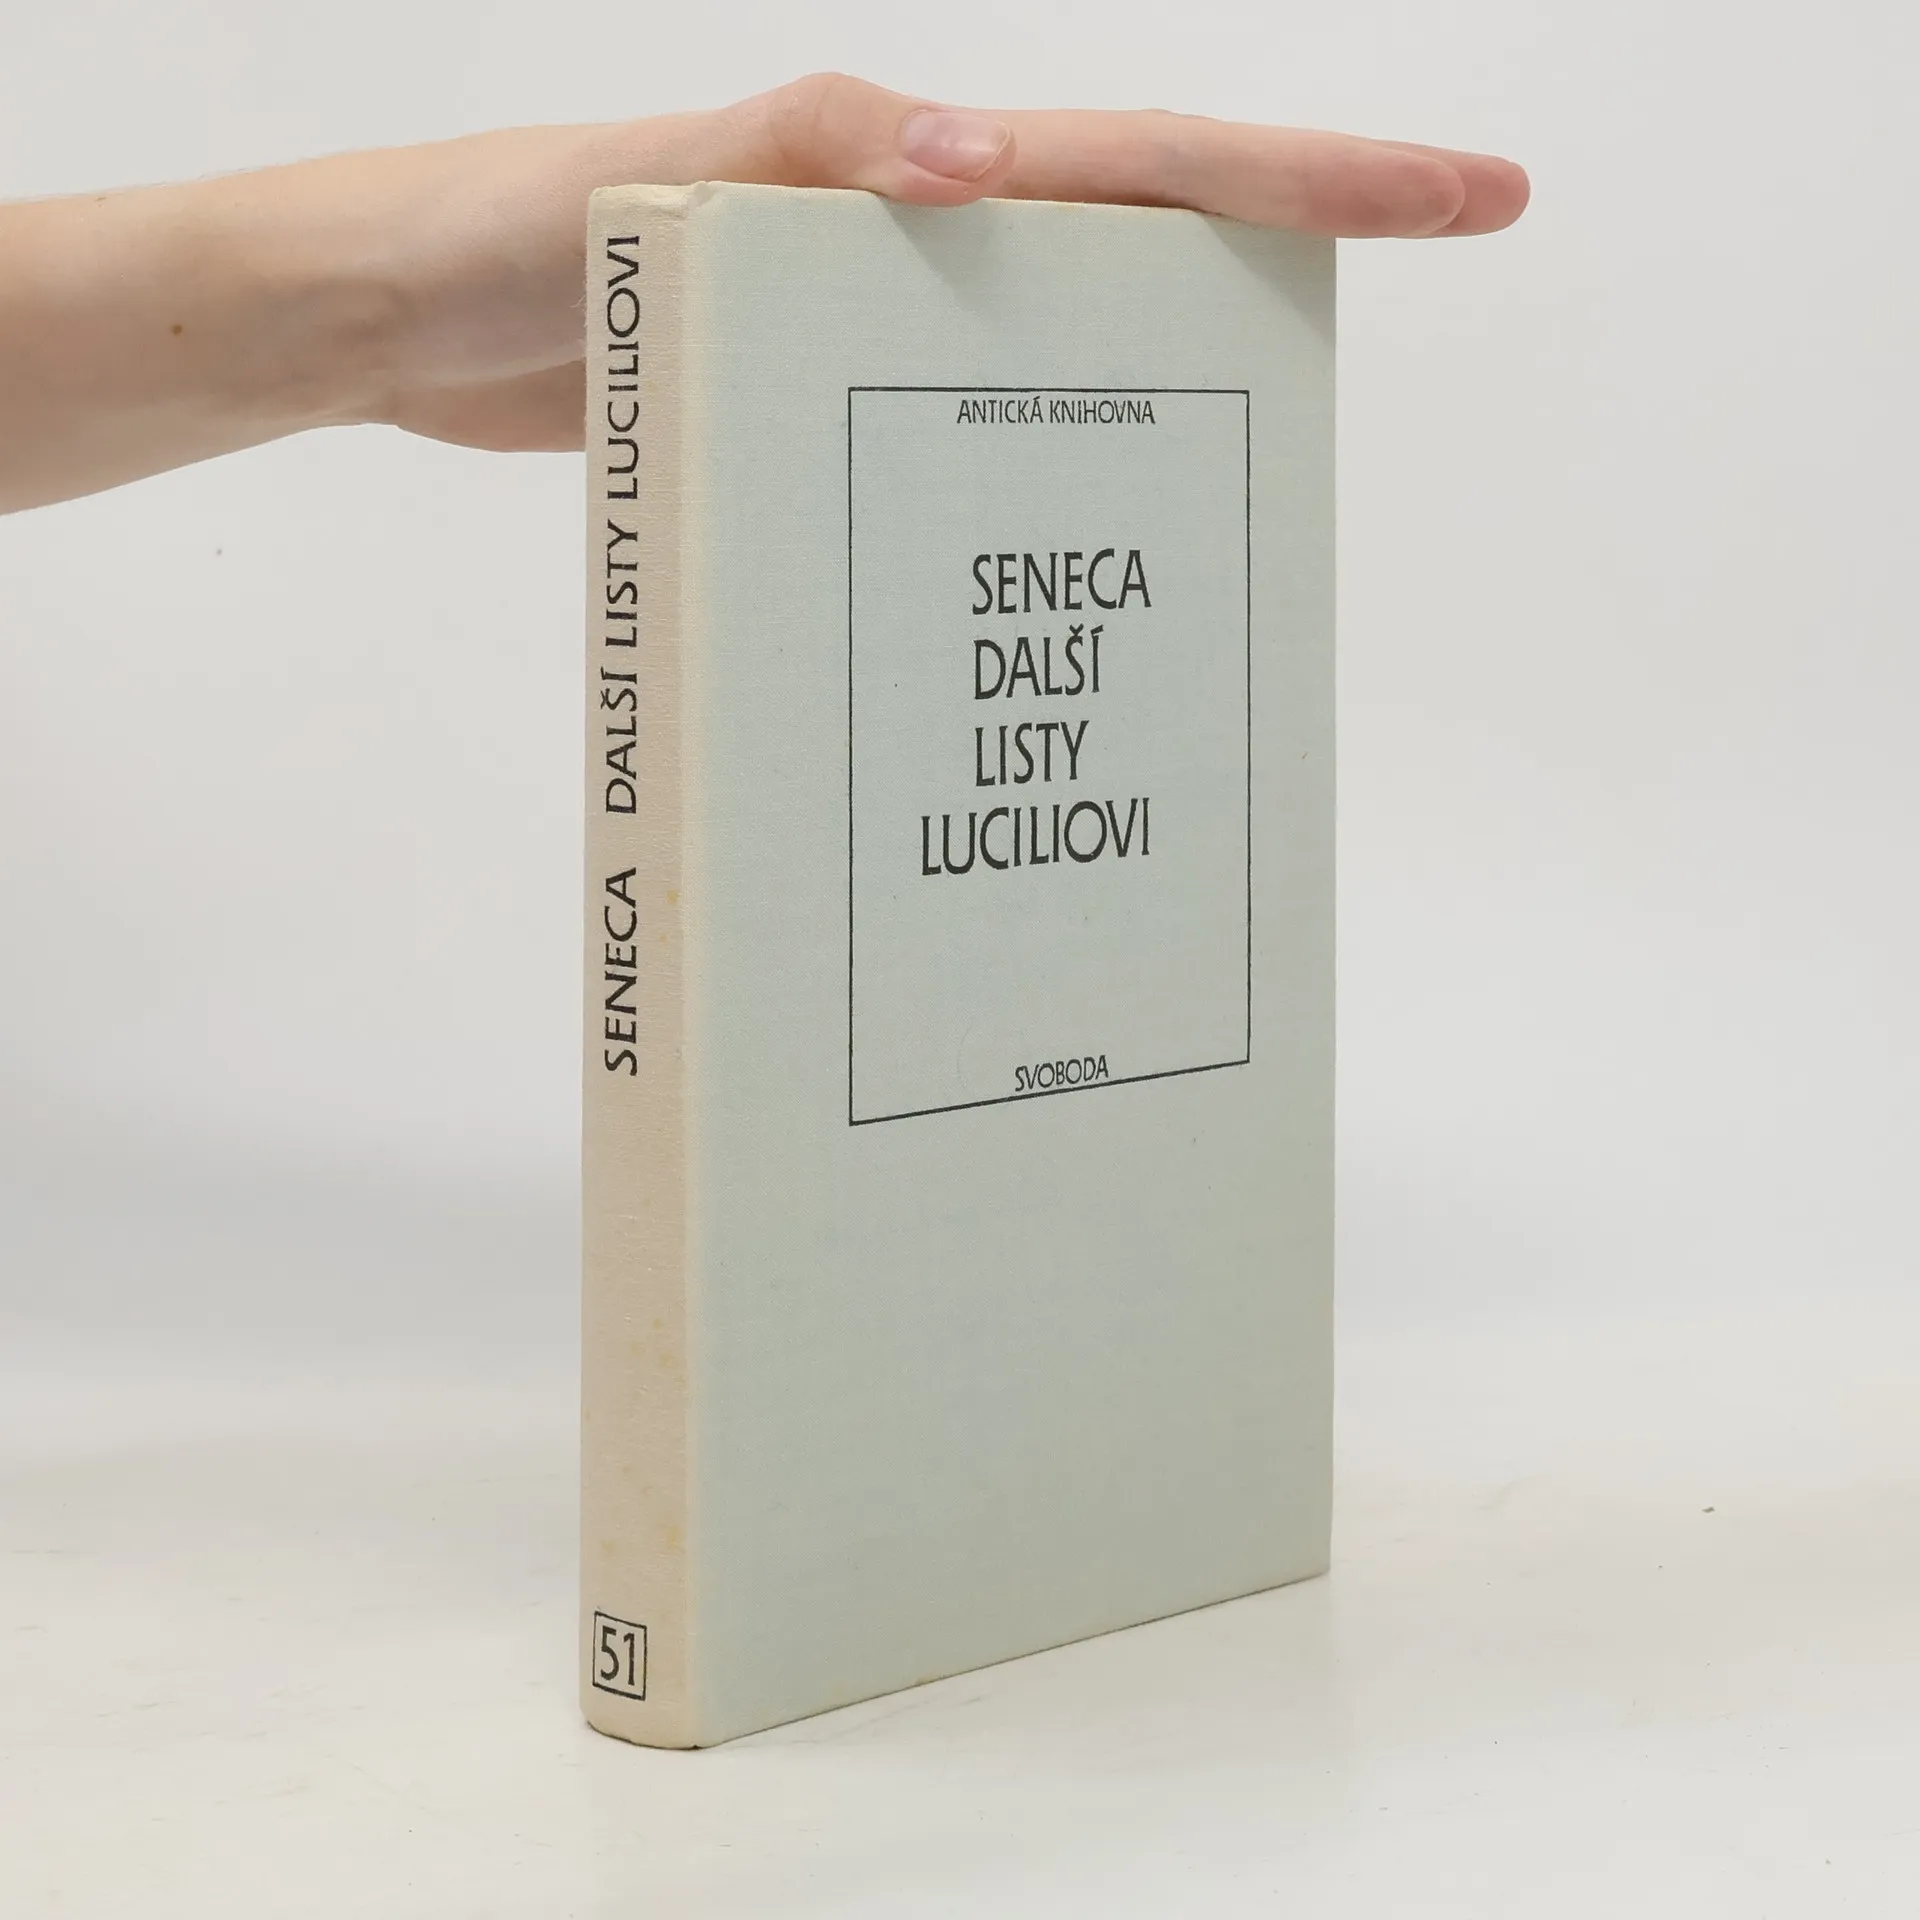 SENECA DALŠÍ LISTY LUCILIOVI
51
ANTICKÁ KNIHOVNA
SENECA
DALŠÍ
LISTY
LUCILIOVI
SVOBODA